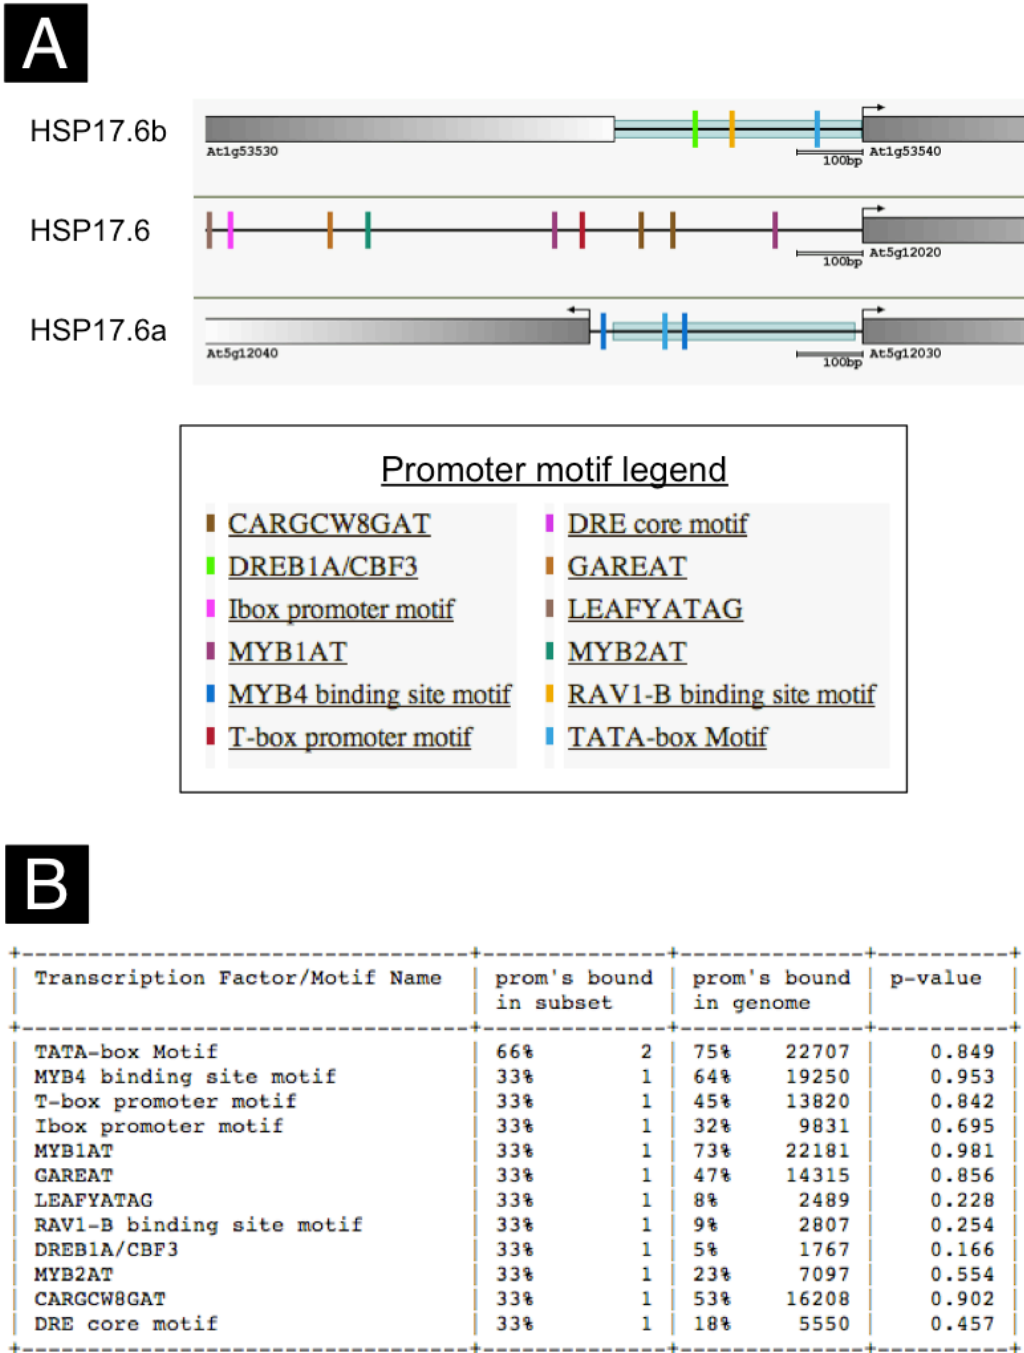 A
HSP17.6b
At1g53530
100bp
At1g53540
HSP17.6
100bp
At5g12020
HSP17.6a
At5g12040
100bp
At5g12030
Promoter motif legend
CARGCW8GAT
DRE core motif
DREB1A/CBF3
GAREAT
Ibox promoter motif
LEAFYATAG
MYB1AT
MYB2AT
MYB4 binding site motif
RAV1-B binding site motif
T-box promoter motif
TATA-box Motif
B
Transcription Factor/Motif Name | prom's bound | prom's bound | p-value
in subset | in genome
TATA-box Motif | 66% 2 | 75% 22707 | 0.849
MYB4 binding site motif | 33% 1 | 64% 19250 | 0.953
T-box promoter motif | 33% 1 | 45% 13820 | 0.842
Ibox promoter motif | 33% 1 | 32% 9831 | 0.695
MYB1AT | 33% 1 | 73% 22181 | 0.981
GAREAT | 33% 1 | 47% 14315 | 0.856
LEAFYATAG | 33% 1 | 8% 2489 | 0.228
RAV1-B binding site motif | 33% 1 | 9% 2807 | 0.254
DREB1A/CBF3 | 33% 1 | 5% 1767 | 0.166
MYB2AT | 33% 1 | 23% 7097 | 0.554
CARGCW8GAT | 33% 1 | 53% 16208 | 0.902
DRE core motif | 33% 1 | 18% 5550 | 0.457